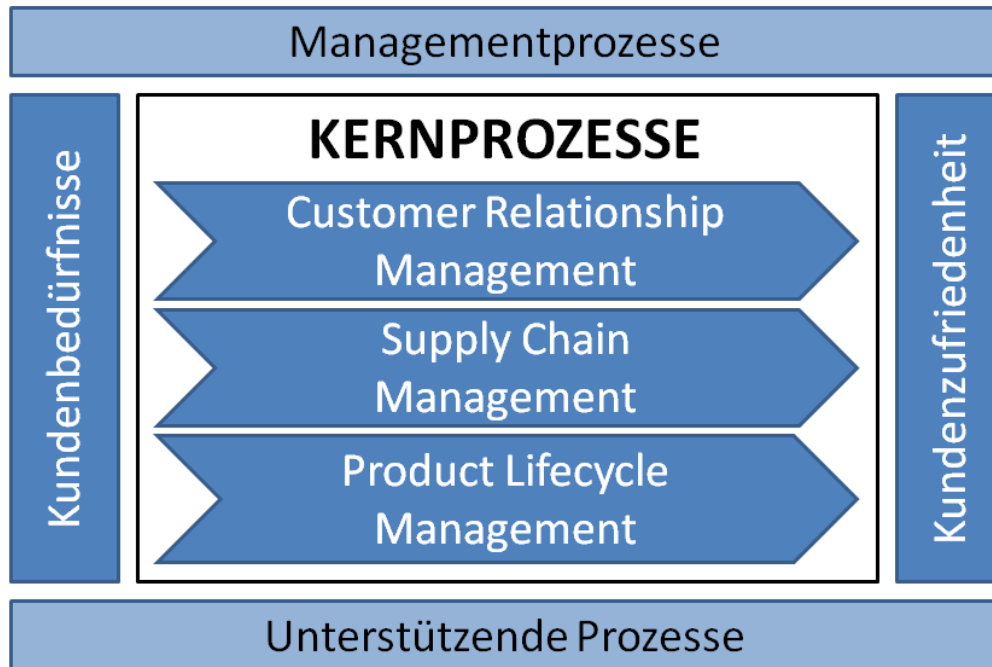 Managementprozesse
Kundenbedürfnisse
KERNPROZESSE
Customer Relationship
Management
Supply Chain
Management
Product Lifecycle
Management
Kundenzufriedenheit
Unterstützende Prozesse